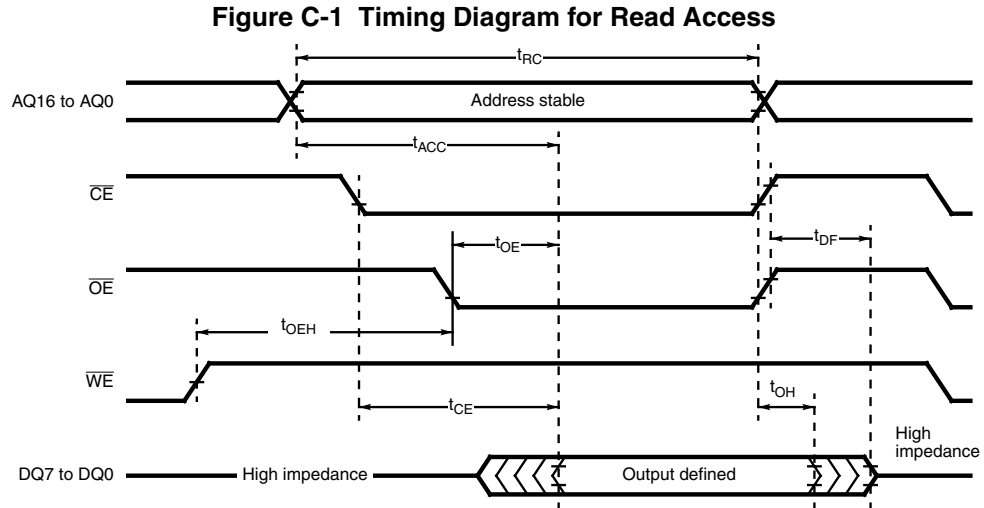 Figure C-1 Timing Diagram for Read Access
tRC
AQ16 to AQ0
Address stable
tACC
CE
tOE
tDF
OE
tOEH
WE
tCE
tOH
High impedance
DQ7 to DQ0
High impedance
Output defined